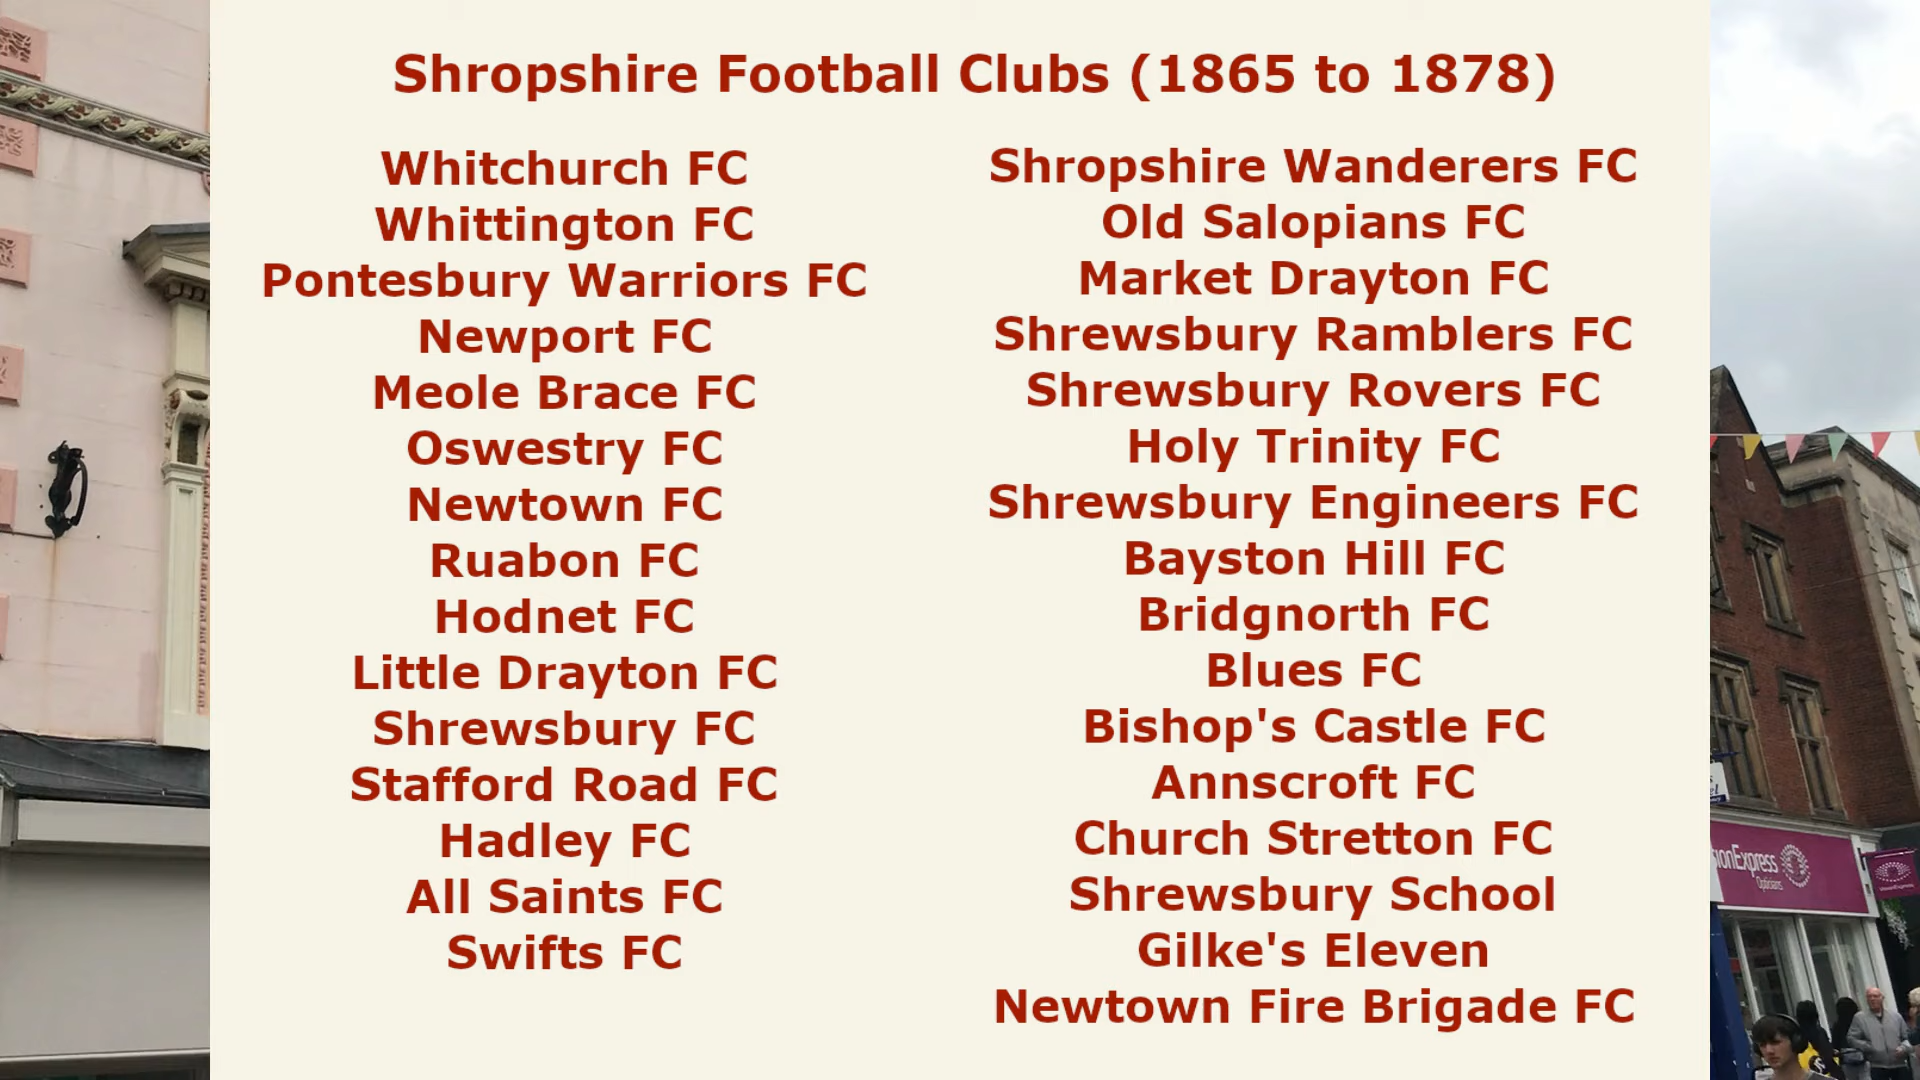 Shropshire Football Clubs (1865 to 1878)
Whitchurch FC
Whittington FC
Pontesbury Warriors FC
Newport FC
Meole Brace FC
Oswestry FC
Newtown FC
Ruabon FC
Hodnet FC
Little Drayton FC
Shrewsbury FC
Stafford Road FC
Hadley FC
All Saints FC
Swifts FC
Shropshire Wanderers FC
Old Salopians FC
Market Drayton FC
Shrewsbury Ramblers FC
Shrewsbury Rovers FC
Holy Trinity FC
Shrewsbury Engineers FC
Bayston Hill FC
Bridgnorth FC
Blues FC
Bishop's Castle FC
Annscroft FC
Church Stretton FC
Shrewsbury School
Gilke's Eleven
Newtown Fire Brigade FC
ionExpress
Opticians